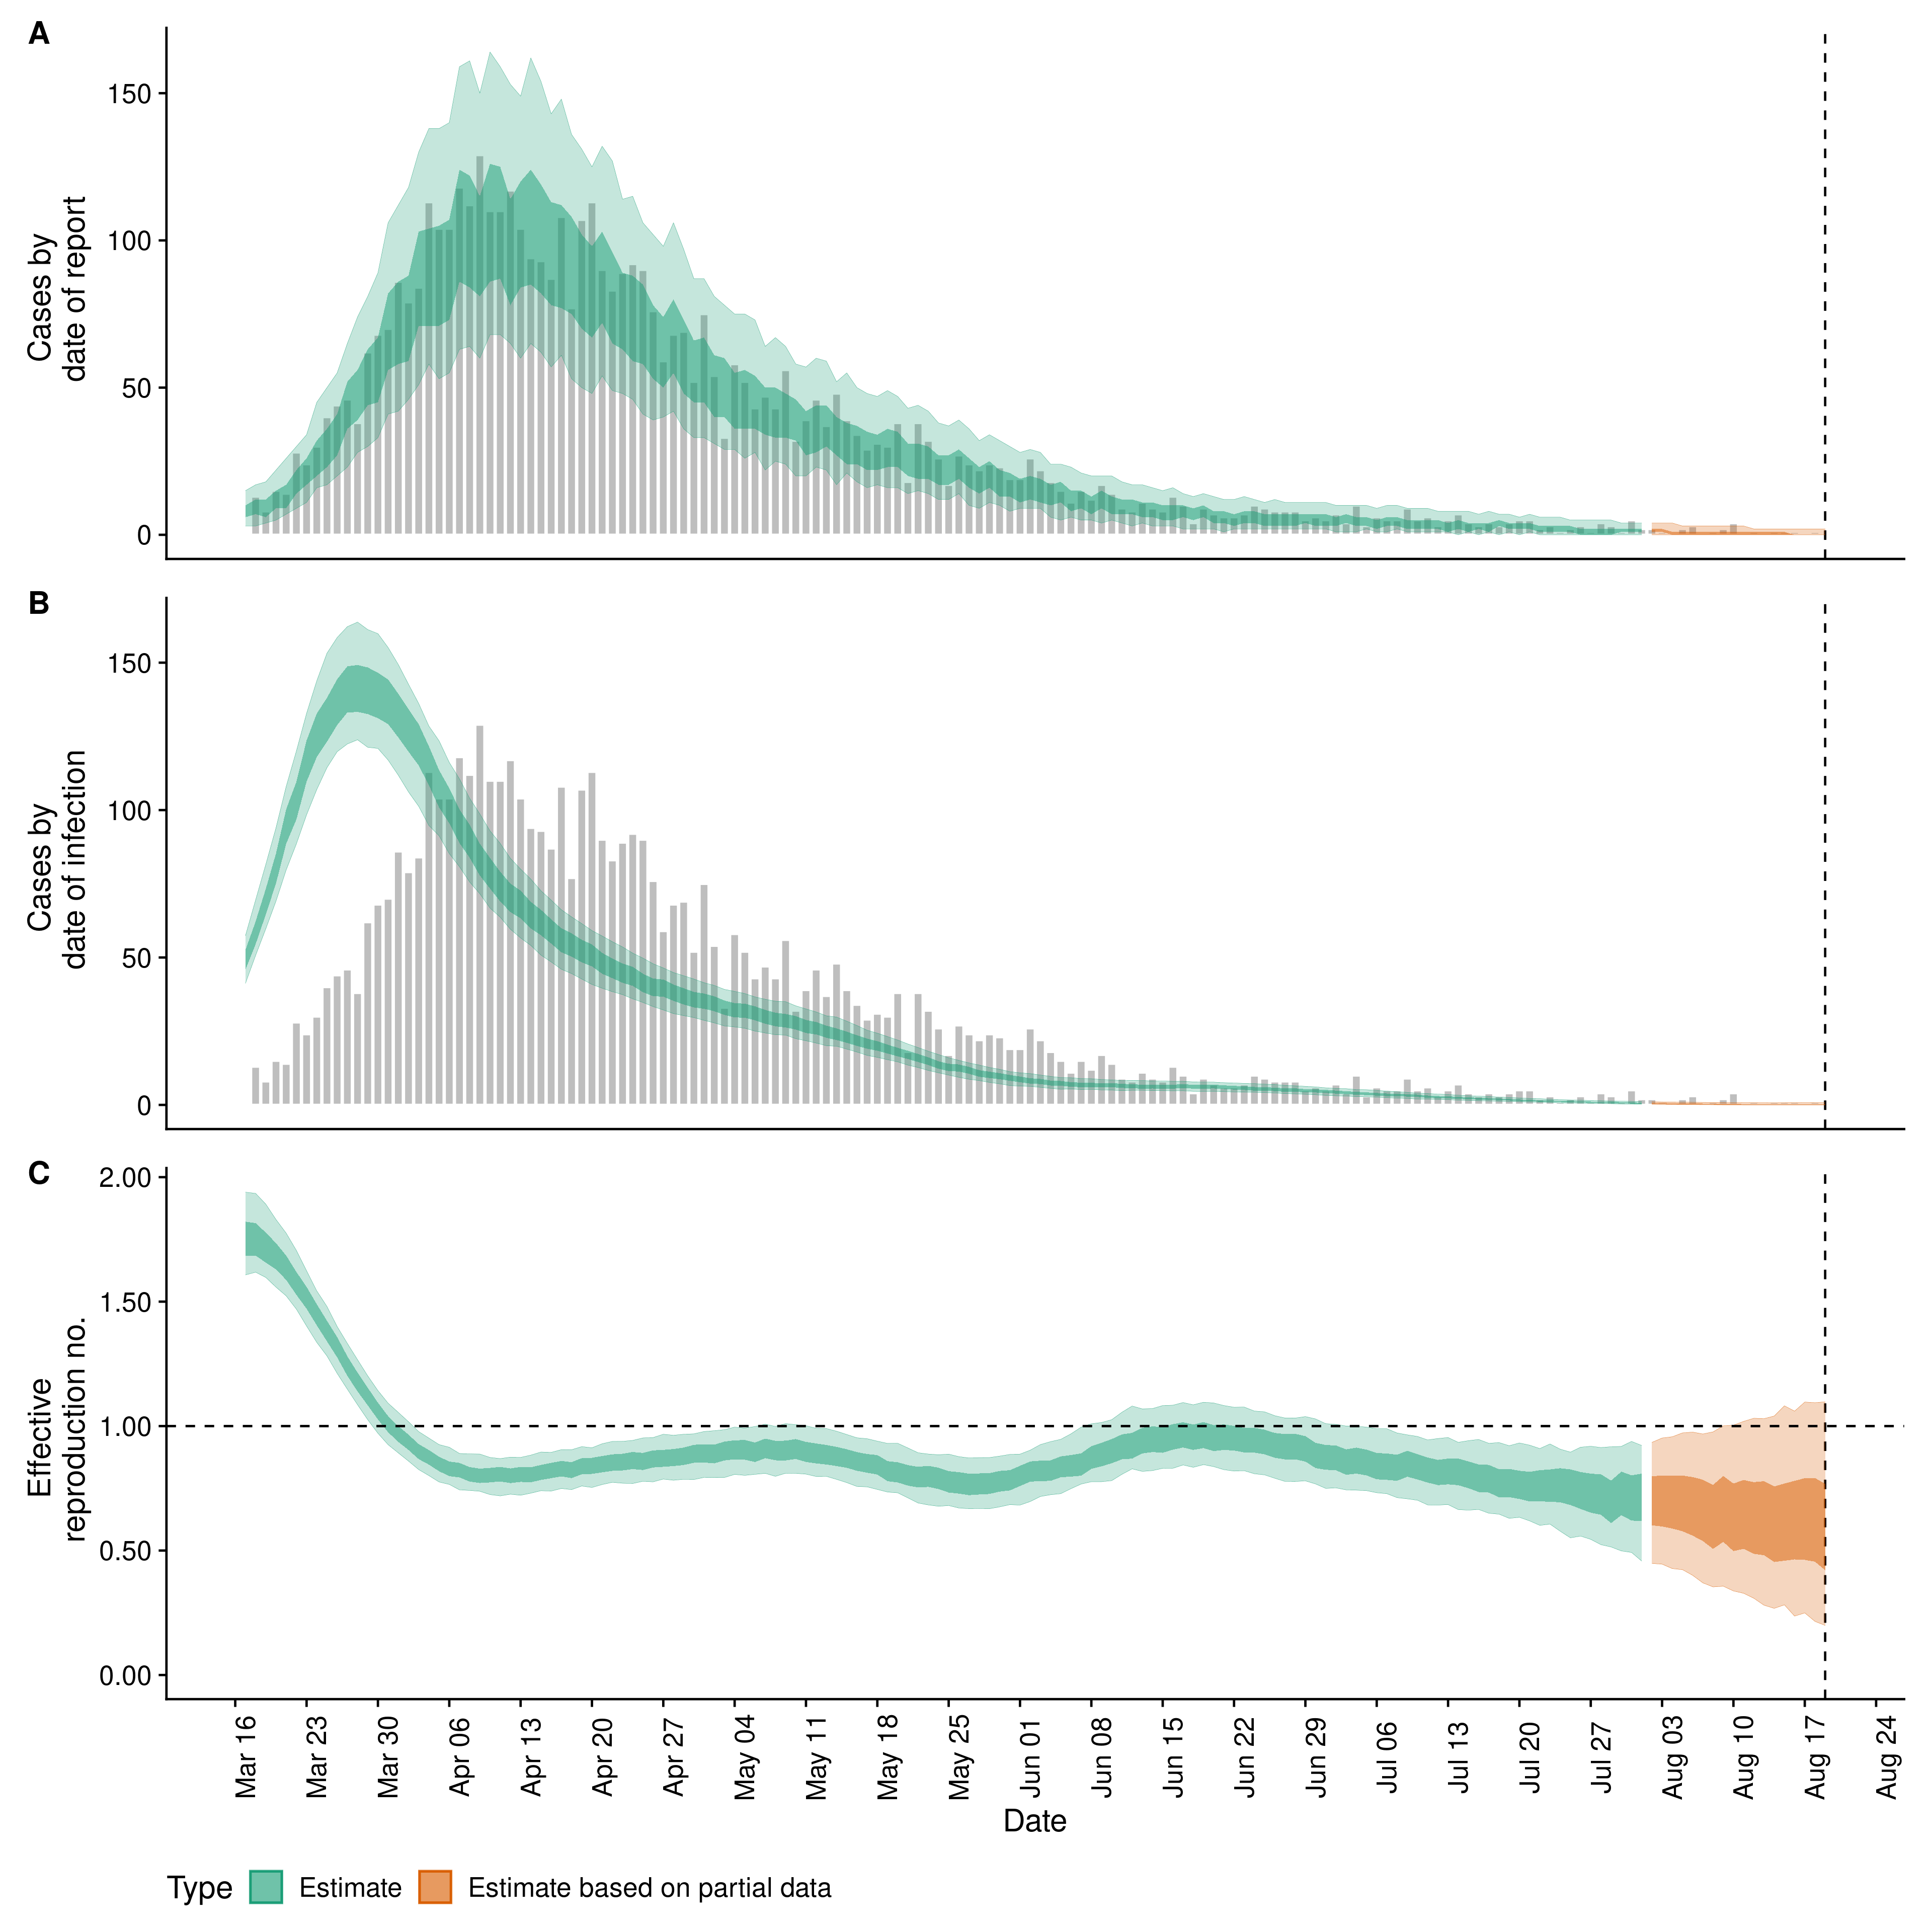 A
Cases by
date of report
150
100
50
0
B
Cases by
date of infection
150
100
50
0
C
Effective
reproduction no.
2.00
1.50
1.00
0.50
0.00
Mar 16
Mar 23
Mar 30
Apr 06
Apr 13
Apr 20
Apr 27
May 04
May 11
May 18
May 25
Jun 01
Jun 08
Jun 15
Jun 22
Jun 29
Jul 06
Jul 13
Jul 20
Jul 27
Aug 03
Aug 10
Aug 17
Aug 24
Date
Type Estimate Estimate based on partial data